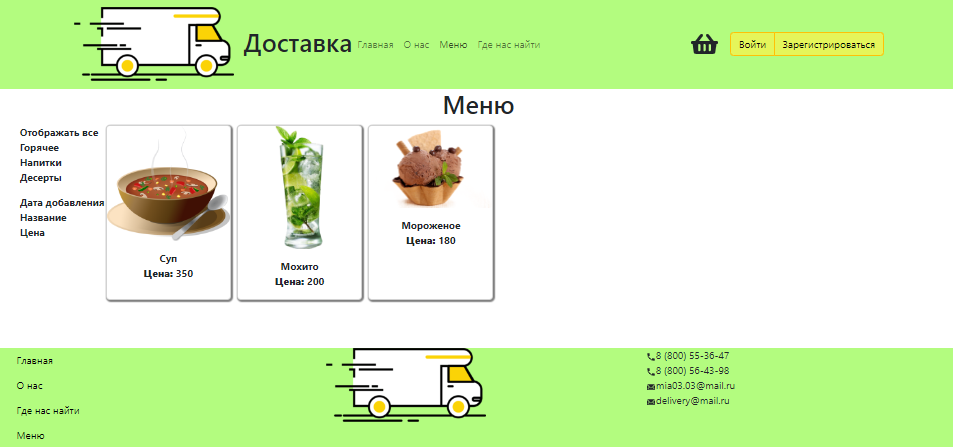 Доставка Главная О нас Меню Где нас найти Войти Зарегистрироваться
Меню
Отображать все
Горячее
Напитки
Десерты
Дата добавления
Название
Цена
Суп
Цена: 350
Мохито
Цена: 200
Мороженое
Цена: 180
Главная
О нас
Где нас найти
Меню
8 (800) 55-36-47
8 (800) 56-43-98
mia03.03@mail.ru
delivery@mail.ru